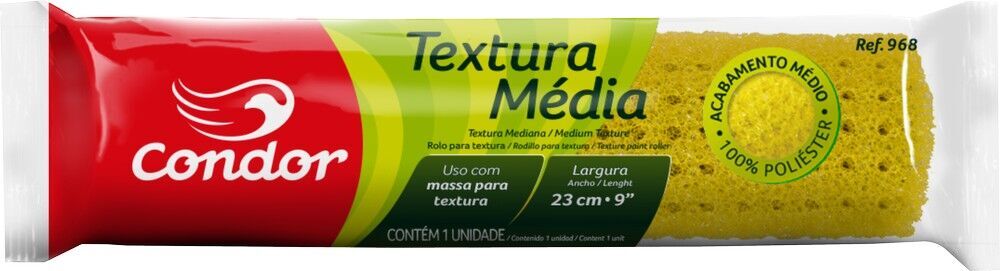 Condor
Textura
Média
Textura Mediana / Medium Texture
Rolo para textura / Rodillo para textura / Texture paint roller
Uso com
massa para
textura
Largura
Ancho / Lenght
23 cm • 9”
CONTÉM 1 UNIDADE / Contenido 1 unidad / Content 1 unit
Ref. 968
ACABAMENTO MÉDIO
• 100% POLIÉSTER •